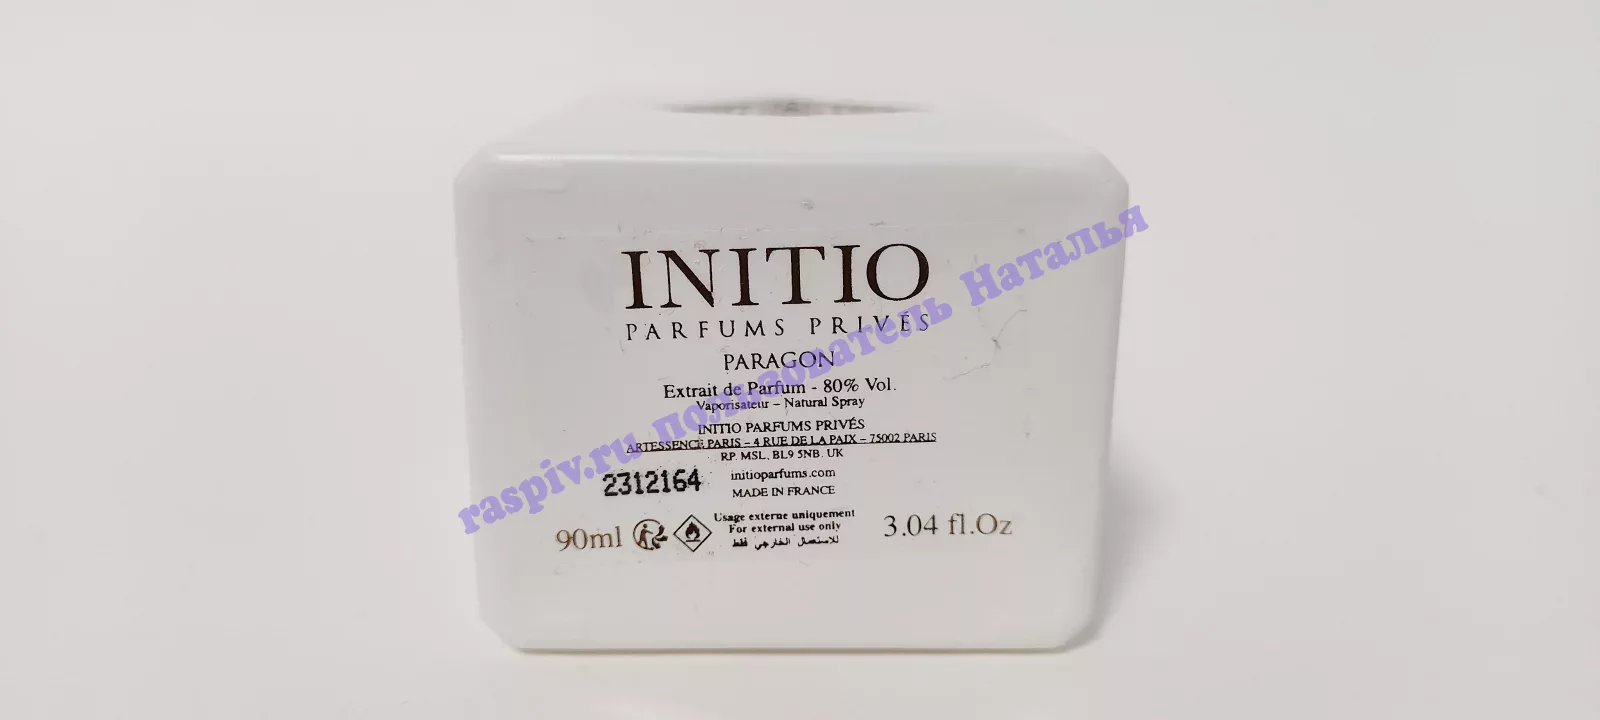 INITIO
PARFUMS PRIVÉS
PARAGON
Extrait de Parfum - 80% Vol.
Vaporisateur – Natural Spray
INITIO PARFUMS PRIVÉS
ARTESSENCE PARIS – 4 RUE DE LA PAIX – 75002 PARIS
RP. MSL, BL9 5NB. UK
initioparfums.com
2312164
MADE IN FRANCE
Usage externe uniquement
For external use only
للاستعمال الخارجي فقط
90ml
3.04 fl.Oz
raspiv.ru пользователь Наталья